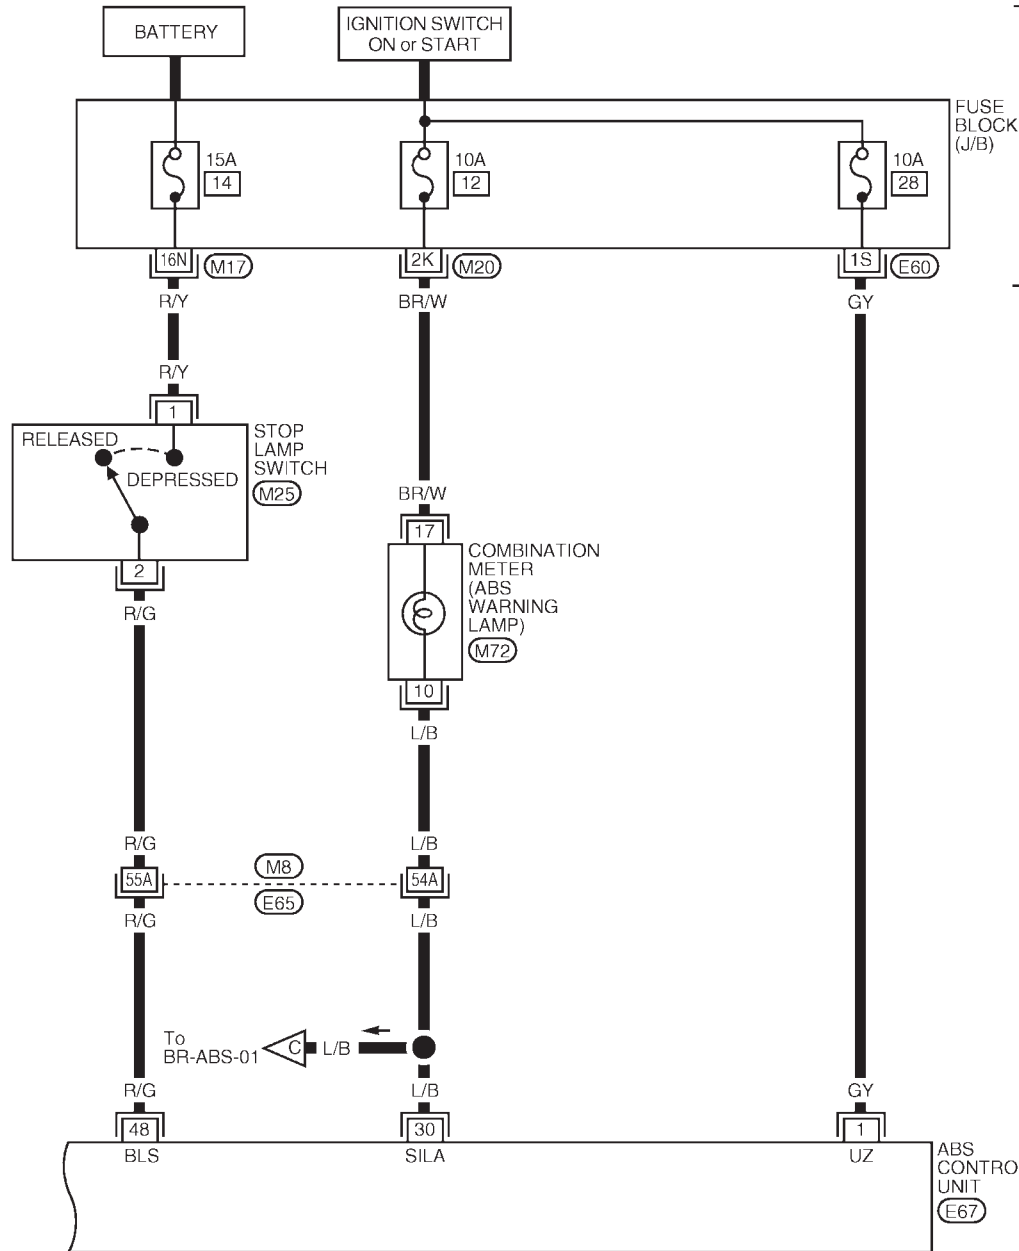 BATTERY
IGNITION SWITCH
ON or START
FUSE
BLOCK
(J/B)
15A
14
10A
12
10A
28
16N
M17
2K
M20
1S
E60
R/Y
BR/W
GY
R/Y
1
RELEASED
DEPRESSED
STOP
LAMP
SWITCH
M25
2
R/G
BR/W
17
COMBINATION
METER
(ABS
WARNING
LAMP)
M72
10
L/B
R/G
L/B
55A
M8
E65
54A
R/G
L/B
To
BR-ABS-01
C
L/B
R/G
L/B
GY
48
30
1
BLS
SILA
UZ
ABS
CONTRO
UNIT
E67